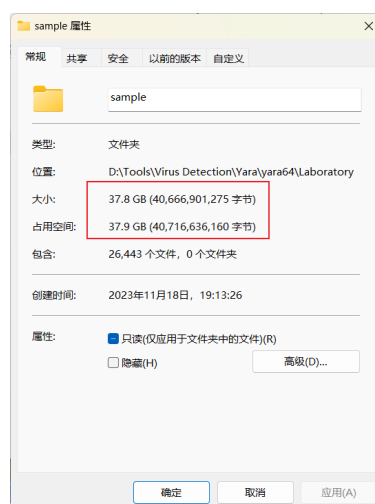 sample 属性
常规 共享 安全 以前的版本 自定义
sample
类型: 文件夹
位置: D:\Tools\Virus Detection\Yara\yara64\Laboratory
大小: 37.8 GB (40,666,901,275 字节)
占用空间: 37.9 GB (40,716,636,160 字节)
包含: 26,443 个文件，0 个文件夹
创建时间: 2023年11月18日，19:13:26
属性: 只读(仅应用于文件夹中的文件)(R)
隐藏(H) 高级(D)...
确定 取消 应用(A)